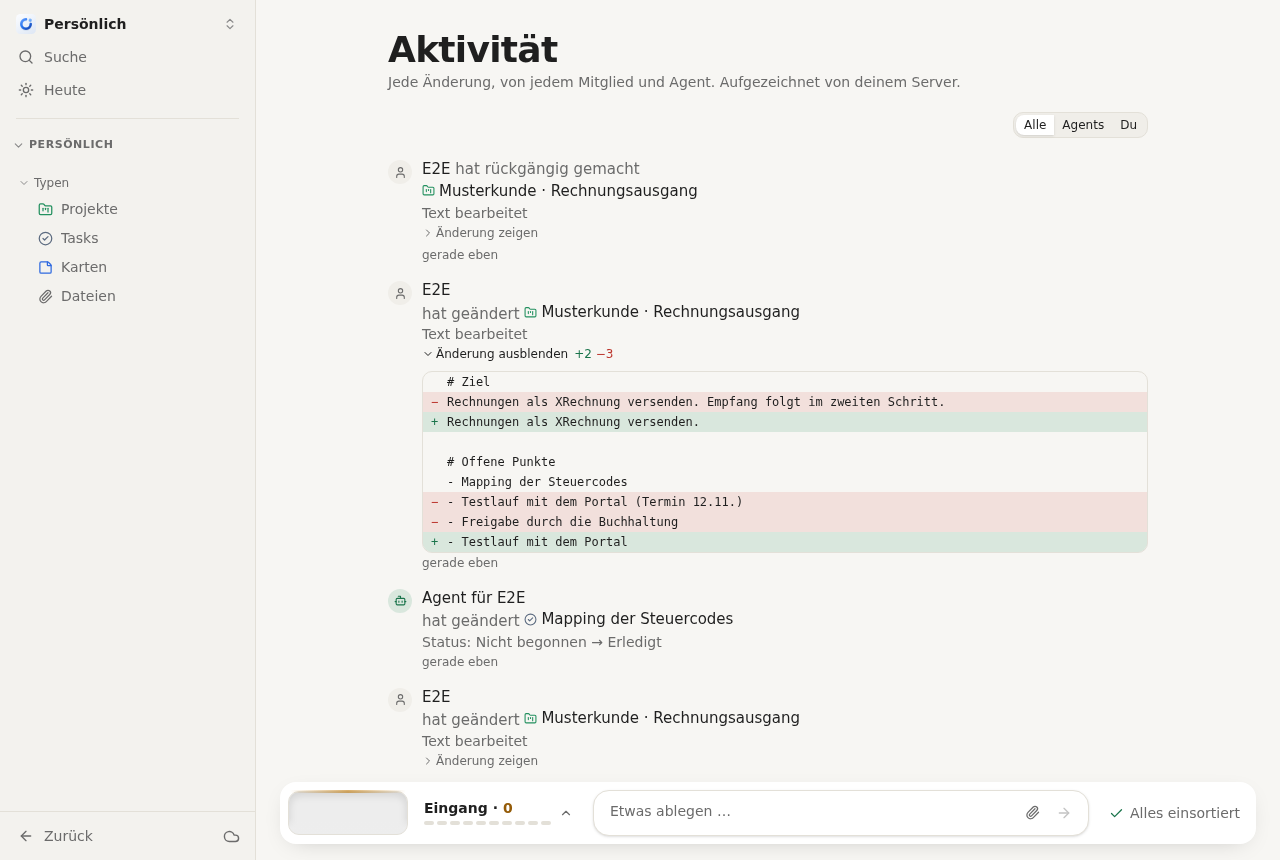 Persönlich
Suche
Heute
PERSÖNLICH
Typen
Projekte
Tasks
Karten
Dateien
Zurück
Aktivität
Jede Änderung, von jedem Mitglied und Agent. Aufgezeichnet von deinem Server.
Alle Agents Du
E2E hat rückgängig gemacht
Musterkunde · Rechnungsausgang
Text bearbeitet
Änderung zeigen
gerade eben
E2E
hat geändert Musterkunde · Rechnungsausgang
Text bearbeitet
Änderung ausblenden +2 −3
# Ziel
− Rechnungen als XRechnung versenden. Empfang folgt im zweiten Schritt.
+ Rechnungen als XRechnung versenden.
# Offene Punkte
- Mapping der Steuercodes
− - Testlauf mit dem Portal (Termin 12.11.)
− - Freigabe durch die Buchhaltung
+ - Testlauf mit dem Portal
gerade eben
Agent für E2E
hat geändert Mapping der Steuercodes
Status: Nicht begonnen → Erledigt
gerade eben
E2E
hat geändert Musterkunde · Rechnungsausgang
Text bearbeitet
Änderung zeigen
Eingang · 0
Etwas ablegen …
Alles einsortiert